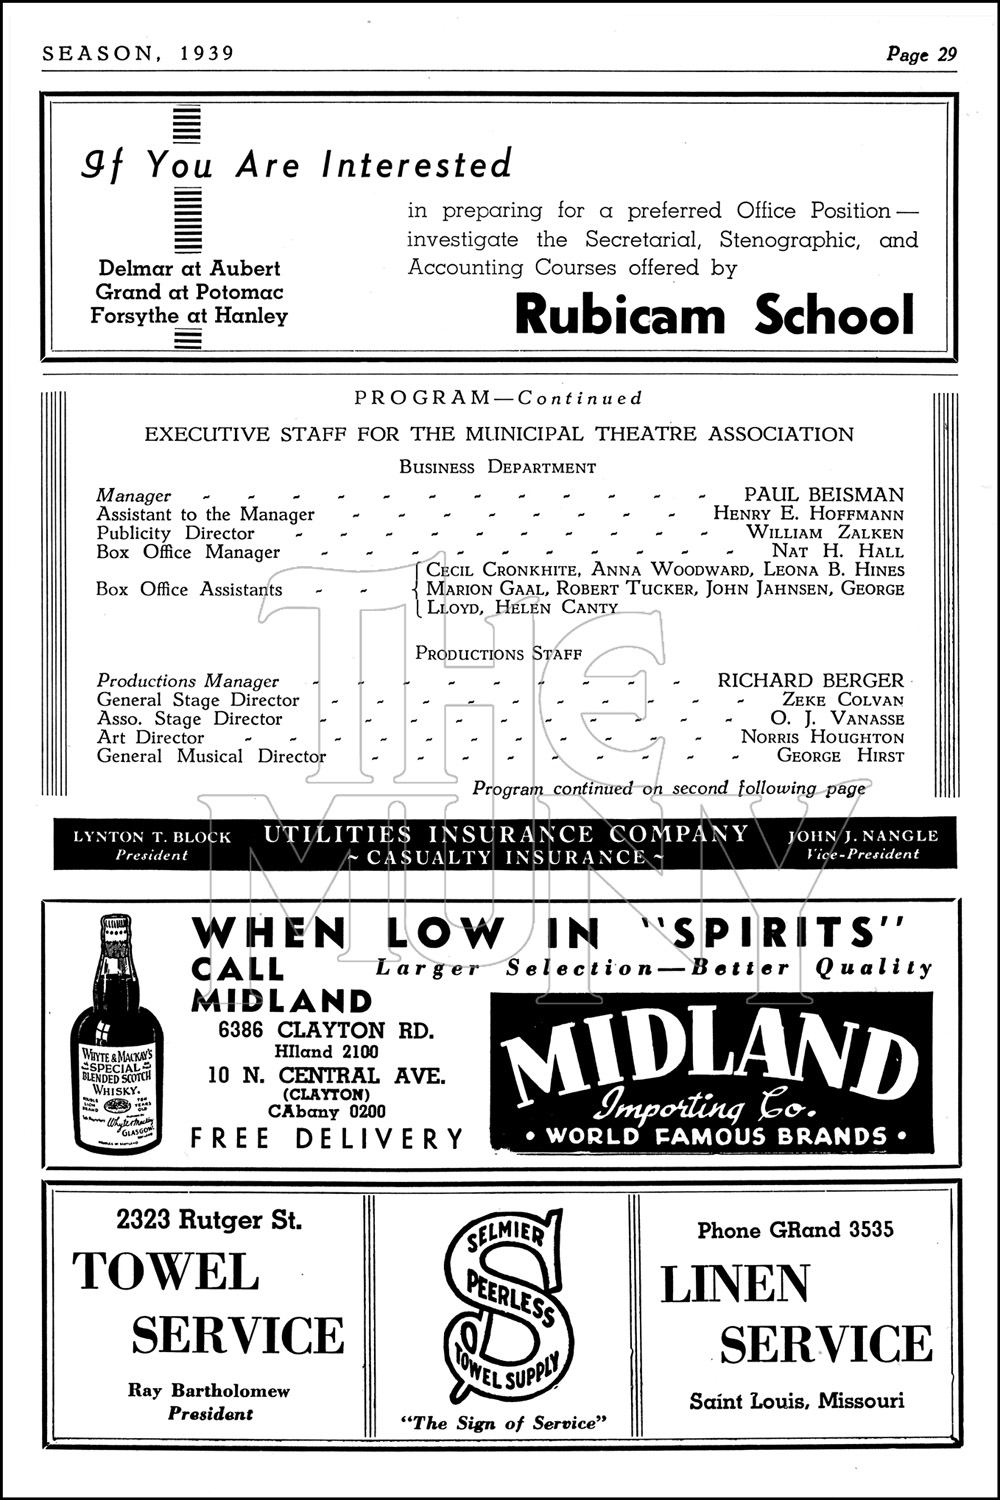 SEASON, 1939
Page 29
If You Are Interested
in preparing for a preferred Office Position —
investigate the Secretarial, Stenographic, and
Accounting Courses offered by
Rubicam School
Delmar at Aubert
Grand at Potomac
Forsythe at Hanley
PROGRAM—Continued
EXECUTIVE STAFF FOR THE MUNICIPAL THEATRE ASSOCIATION
BUSINESS DEPARTMENT
Manager - - - - - - - - - - - - PAUL BEISMAN
Assistant to the Manager - - - - - - - - HENRY E. HOFFMANN
Publicity Director - - - - - - - - - - WILLIAM ZALKEN
Box Office Manager - - - - - - - - - - NAT H. HALL
Box Office Assistants - - { CECIL CRONKHITE, ANNA WOODWARD, LEONA B. HINES
MARION GAAL, ROBERT TUCKER, JOHN JAHNSEN, GEORGE
LLOYD, HELEN CANTY
PRODUCTIONS STAFF
Productions Manager - - - - - - - - - RICHARD BERGER
General Stage Director - - - - - - - - - - ZEKE COLVAN
Asso. Stage Director - - - - - - - - - - O. J. VANASSE
Art Director - - - - - - - - - - - NORRIS HOUGHTON
General Musical Director - - - - - - - - - GEORGE HIRST
Program continued on second following page
THE
MUNY
LYNTON T. BLOCK
President
UTILITIES INSURANCE COMPANY
~ CASUALTY INSURANCE ~
JOHN J. NANGLE
Vice-President
WHEN LOW IN "SPIRITS"
CALL
Larger Selection—Better Quality
MIDLAND
6386 CLAYTON RD.
HIland 2100
10 N. CENTRAL AVE.
(CLAYTON)
CAbany 0200
FREE DELIVERY
WHYTE & MACKAY'S
SPECIAL
BLENDED SCOTCH
WHISKY.
GLASGOW
MIDLAND
Importing Co.
• WORLD FAMOUS BRANDS •
2323 Rutger St.
TOWEL
SERVICE
Ray Bartholomew
President
SELMIER
PEERLESS
TOWEL SUPPLY
"The Sign of Service"
Phone GRand 3535
LINEN
SERVICE
Saint Louis, Missouri